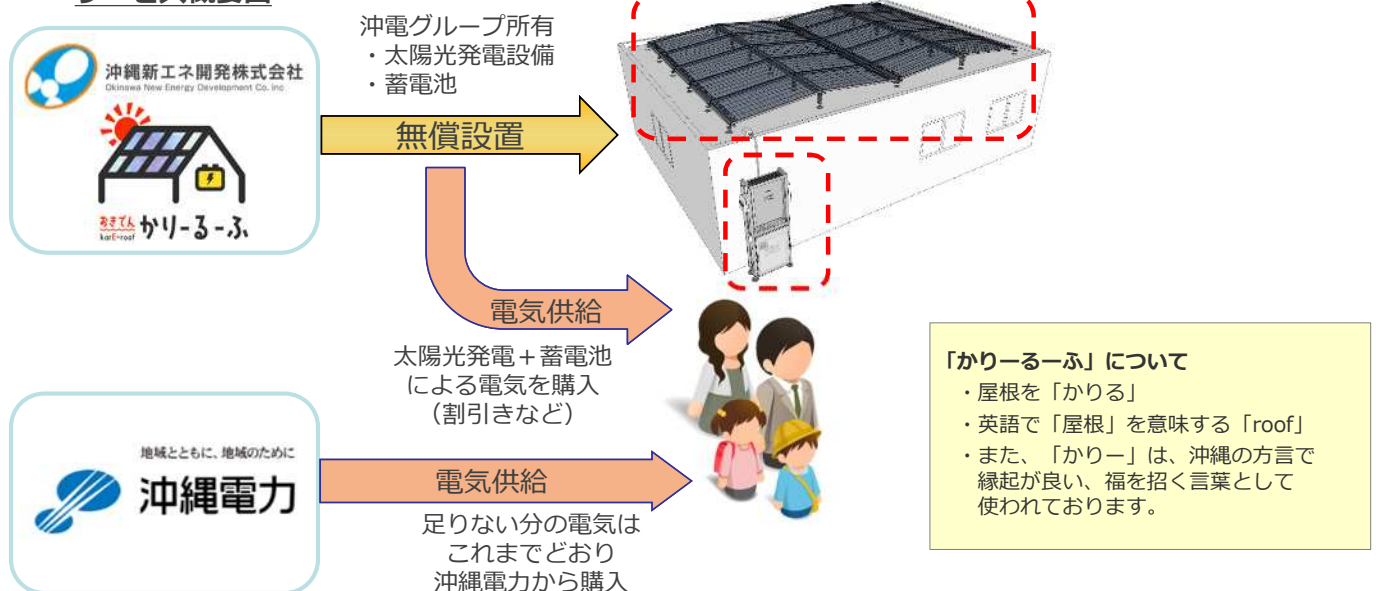 沖電グループ所有
・太陽光発電設備
・蓄電池
沖縄新エネ開発株式会社
Okinawa New Energy Development Co. inc
無償設置
おきでん
karE-roof
かりーるーふ
電気供給
太陽光発電+蓄電池
による電気を購入
(割引きなど)
「かりーるーふ」について
・屋根を「かりる」
・英語で「屋根」を意味する「roof」
・また、「かりー」は、沖縄の方言で
縁起が良い、福を招く言葉として
使われております。
地域とともに、地域のために
沖縄電力
電気供給
足りない分の電気は
これまでどおり
沖縄電力から購入